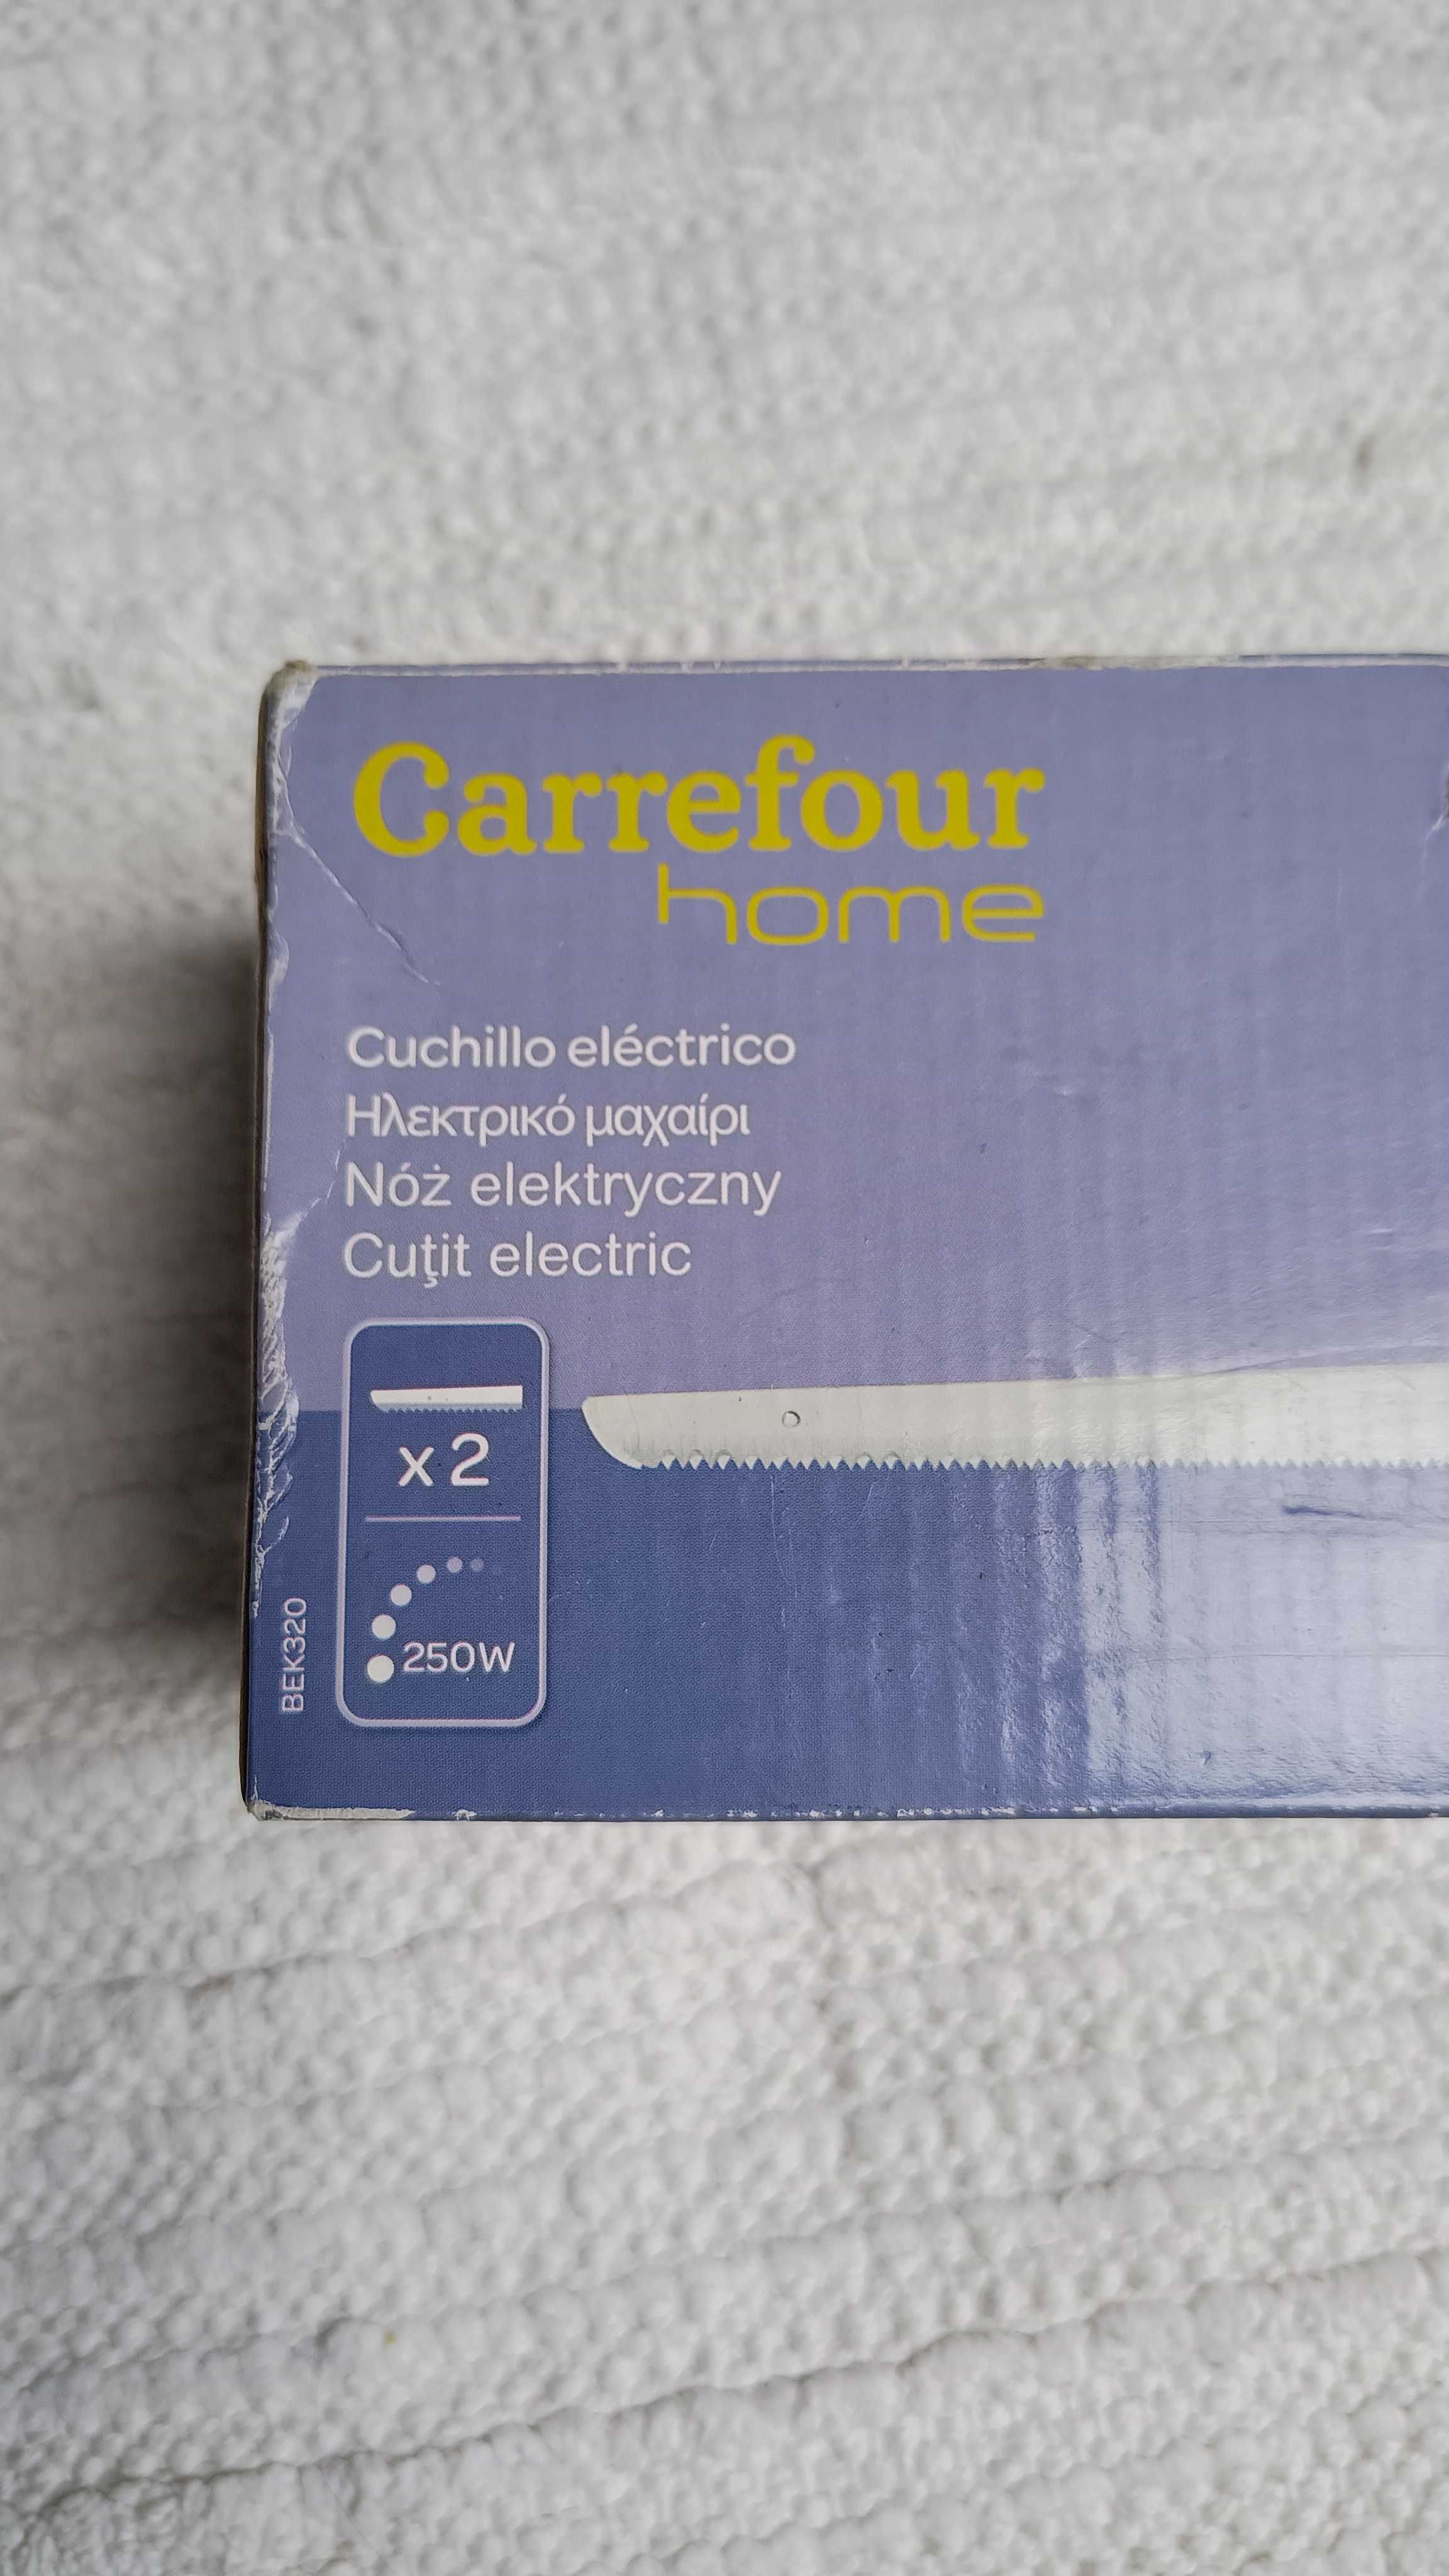 Carrefour
home
Cuchillo eléctrico
Ηλεκτρικό μαχαίρι
Nóż elektryczny
Cuţit electric
x2
250W
BEK320